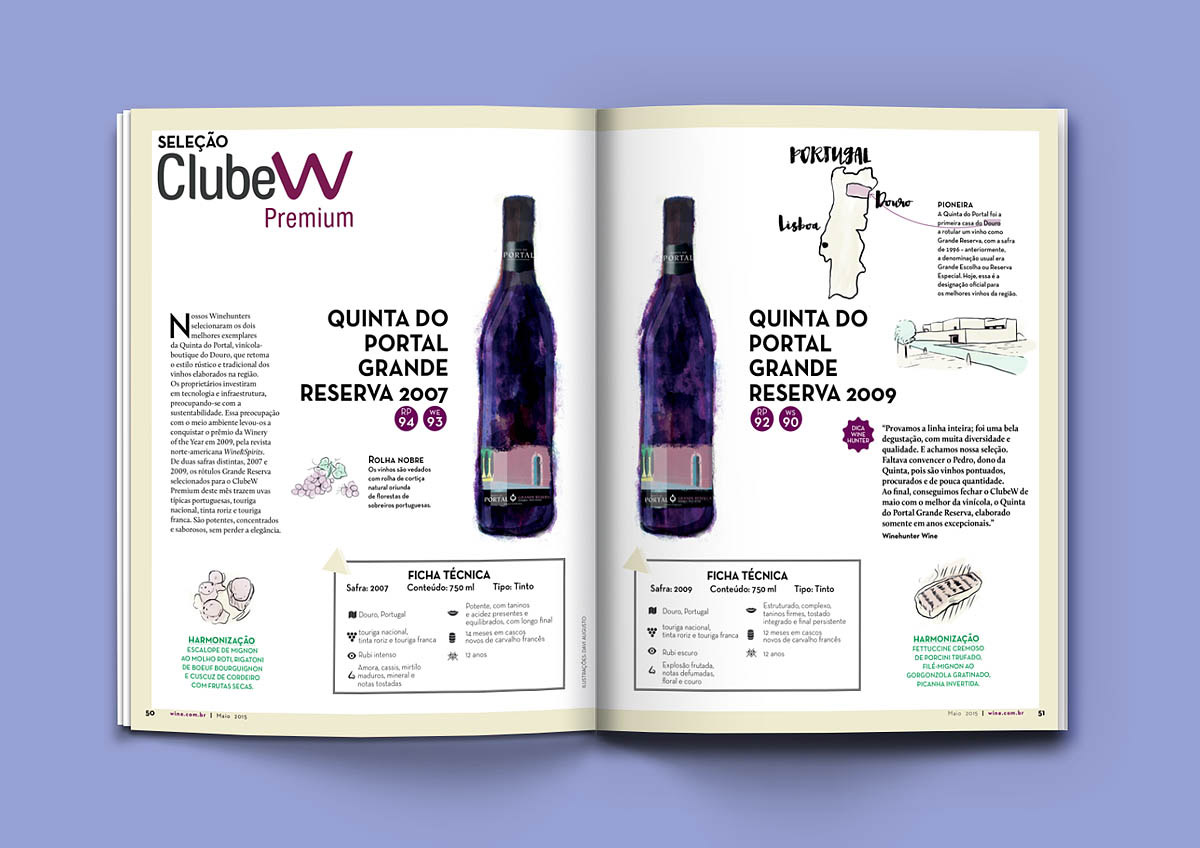 SELEÇÃO
ClubeW
Premium
Nossos Winehunters
selecionaram os dois
melhores exemplares
da Quinta do Portal, vinícola-
boutique do Douro, que retoma
o estilo rústico e tradicional dos
vinhos elaborados na região.
Os proprietários investiram
em tecnologia e infraestrutura,
preocupando-se com a
sustentabilidade. Essa preocupação
com o meio ambiente levou-os a
conquistar o prêmio da Winery
of the Year em 2009, pela revista
norte-americana Wine&Spirits.
De duas safras distintas, 2007 e
2009, os rótulos Grande Reserva
selecionados para o ClubeW
Premium deste mês trazem uvas
típicas portuguesas, touriga
nacional, tinta roriz e touriga
franca. São potentes, concentrados
e saborosos, sem perder a elegância.
QUINTA DO
PORTAL
GRANDE
RESERVA 2007
RP
94
WE
93
ROLHA NOBRE
Os vinhos são vedados
com rolha de cortiça
natural oriunda
de florestas de
sobreiros portuguesas.
PORTAL
PORTAL
GRANDE RESERVA
HARMONIZAÇÃO
ESCALOPE DE MIGNON
AO MOLHO ROTI, RIGATONI
DE BOEUF BOURGUIGNON
E CUSCUZ DE CORDEIRO
COM FRUTAS SECAS.
FICHA TÉCNICA
Safra: 2007 Conteúdo: 750 ml Tipo: Tinto
Douro, Portugal
touriga nacional,
tinta roriz e touriga franca
Rubi intenso
Amora, cassis, mirtilo
maduros, mineral e
notas tostadas
Potente, com taninos
e acidez presentes e
equilibrados, com longo final
14 meses em cascos
novos de carvalho francês
12 anos
ILUSTRAÇÕES: DAVI AUGUSTO
50 wine.com.br | Maio 2015
PORTUGAL
Douro
Lisboa
PIONEIRA
A Quinta do Portal foi a
primeira casa do Douro
a rotular um vinho como
Grande Reserva, com a safra
de 1996 – anteriormente,
a denominação usual era
Grande Escolha ou Reserva
Especial. Hoje, essa é a
designação oficial para
os melhores vinhos da região.
PORTAL
PORTAL
GRANDE RESERVA
QUINTA DO
PORTAL
GRANDE
RESERVA 2009
RP
92
WS
90
DICA
WINE
HUNTER
“Provamos a linha inteira; foi uma bela
degustação, com muita diversidade e
qualidade. E achamos nossa seleção.
Faltava convencer o Pedro, dono da
Quinta, pois são vinhos pontuados,
procurados e de pouca quantidade.
Ao final, conseguimos fechar o ClubeW de
maio com o melhor da vinícola, o Quinta
do Portal Grande Reserva, elaborado
somente em anos excepcionais.”
Winehunter Wine
FICHA TÉCNICA
Safra: 2009 Conteúdo: 750 ml Tipo: Tinto
Douro, Portugal
touriga nacional,
tinta roriz e touriga franca
Rubi escuro
Explosão frutada,
notas defumadas,
floral e couro
Estruturado, complexo,
taninos firmes, tostado
integrado e final persistente
12 meses em cascos
novos de carvalho francês
12 anos
HARMONIZAÇÃO
FETTUCCINE CREMOSO
DE PORCINI TRUFADO,
FILÉ-MIGNON AO
GORGONZOLA GRATINADO,
PICANHA INVERTIDA.
Maio 2015 | wine.com.br 51